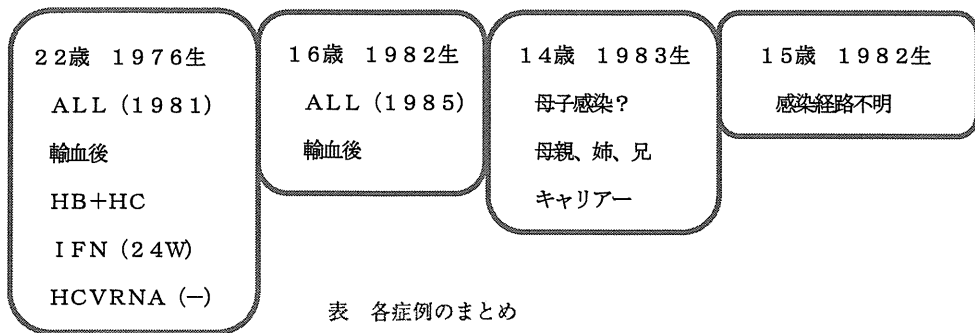 22歳 1976生
ALL(1981)
輸血後
HB+HC
IFN(24W)
HCVRNA(-)
16歳 1982生
ALL(1985)
輸血後
14歳 1983生
母子感染?
母親、姉、兄
キャリアー
15歳 1982生
感染経路不明
表 各症例のまとめ